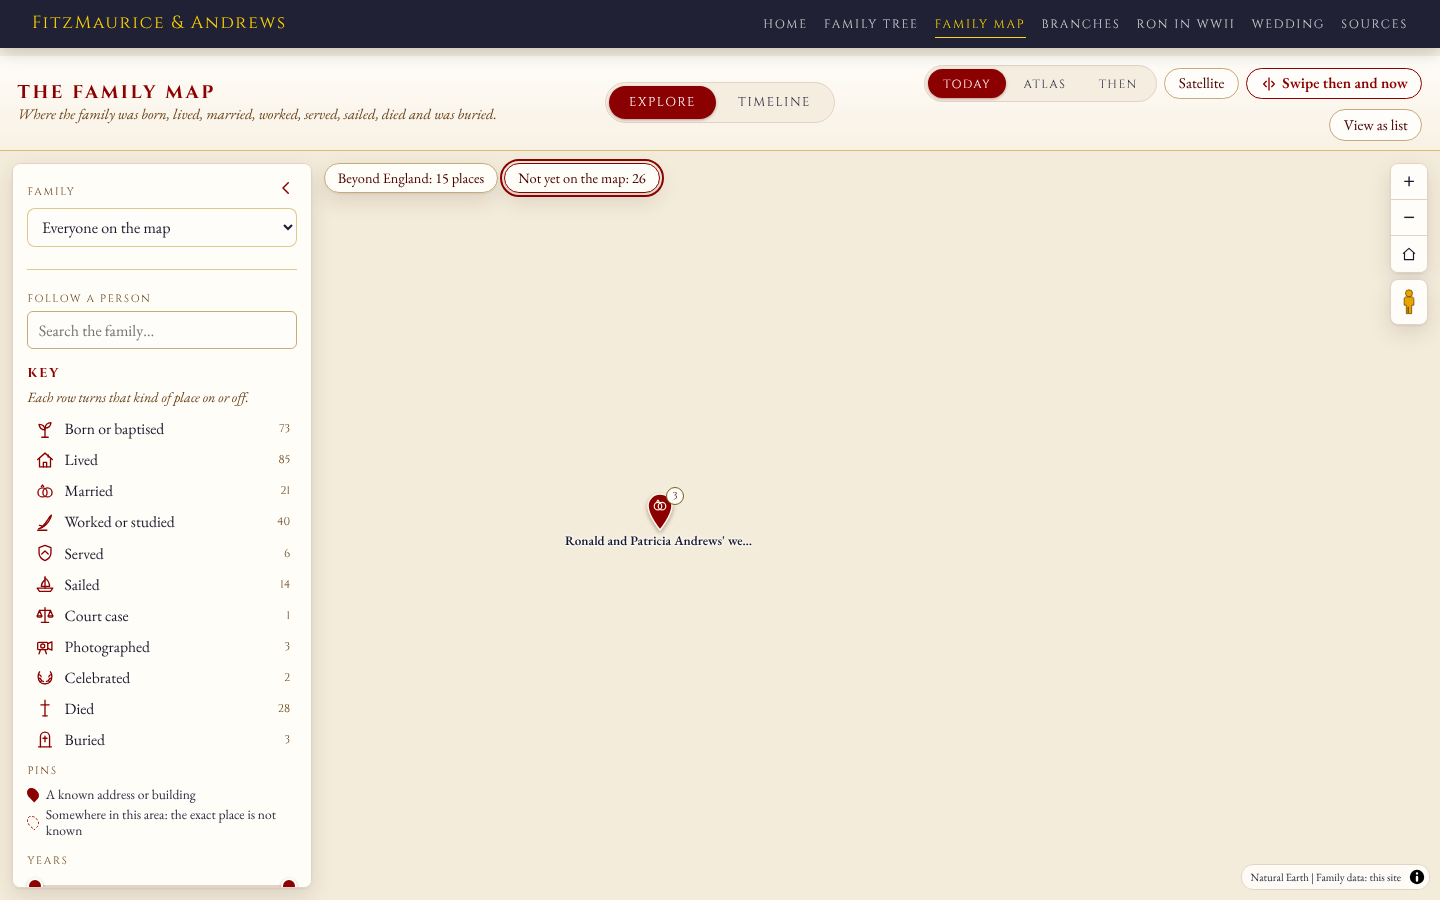 FitzMaurice & Andrews
HOME FAMILY TREE FAMILY MAP BRANCHES RON IN WWII WEDDING SOURCES
THE FAMILY MAP
Where the family was born, lived, married, worked, served, sailed, died and was buried.
EXPLORE TIMELINE
TODAY ATLAS THEN
Satellite
Swipe then and now
View as list
FAMILY
Everyone on the map
FOLLOW A PERSON
Search the family...
KEY
Each row turns that kind of place on or off.
Born or baptised 73
Lived 85
Married 21
Worked or studied 40
Served 6
Sailed 14
Court case 1
Photographed 3
Celebrated 2
Died 28
Buried 3
PINS
A known address or building
Somewhere in this area: the exact place is not
known
YEARS
Beyond England: 15 places
Not yet on the map: 26
3
Ronald and Patricia Andrews' we...
+
−
Natural Earth | Family data: this site